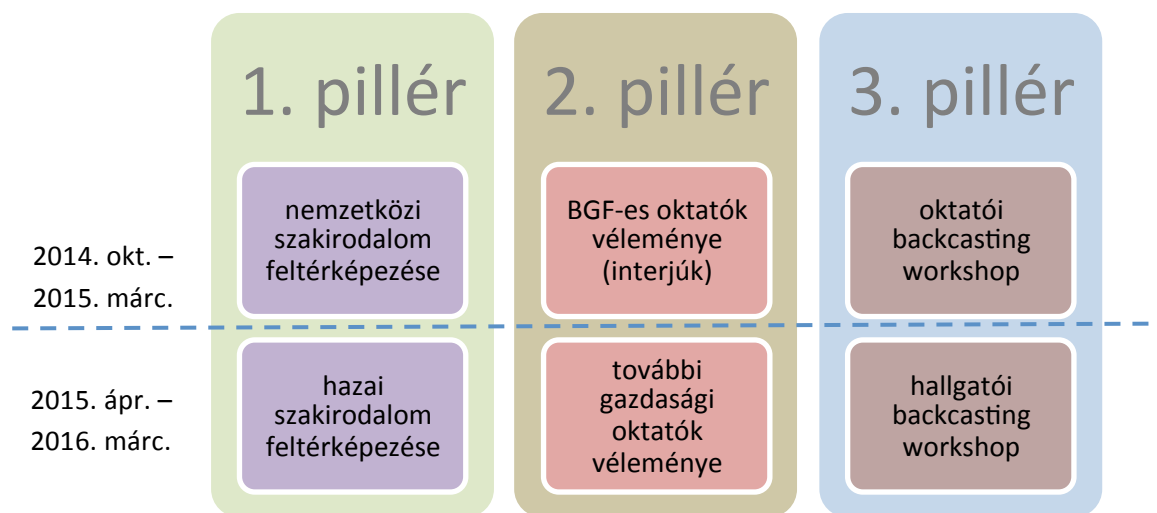 1. pillér
2. pillér
3. pillér
2014. okt. –
2015. márc.
nemzetközi
szakirodalom
feltérképezése
BGF-es oktatók
véleménye
(interjúk)
oktatói
backcasting
workshop
2015. ápr. –
2016. márc.
hazai
szakirodalom
feltérképezése
további
gazdasági
oktatók
véleménye
hallgatói
backcasting
workshop